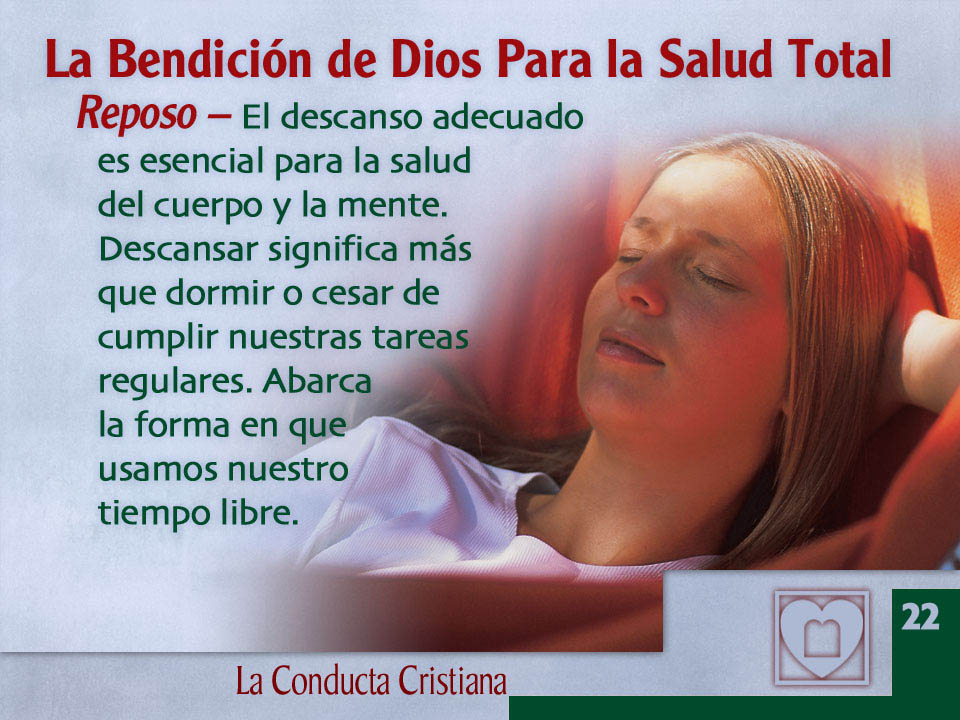 La Bendición de Dios Para la Salud Total
Reposo – El descanso adecuado
es esencial para la salud
del cuerpo y la mente.
Descansar significa más
que dormir o cesar de
cumplir nuestras tareas
regulares. Abarca
la forma en que
usamos nuestro
tiempo libre.
22
La Conducta Cristiana